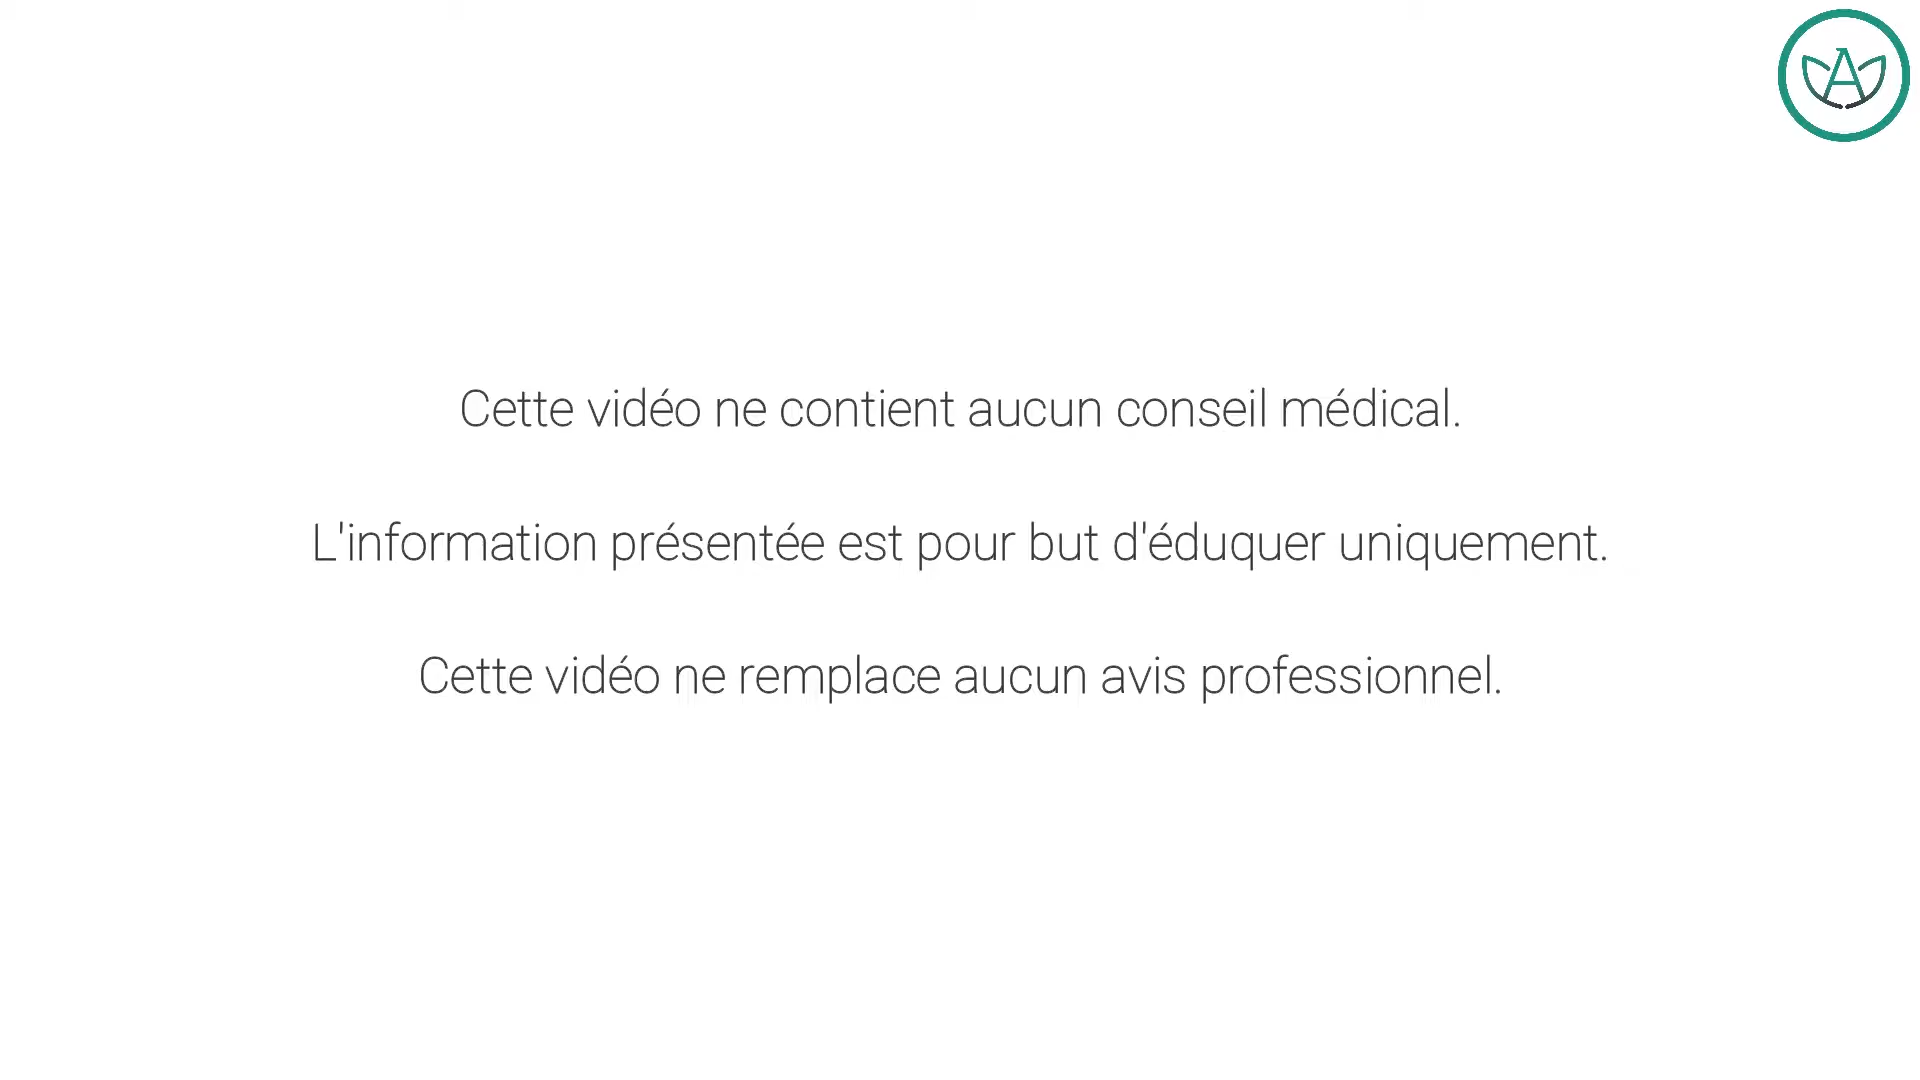 A
Cette vidéo ne contient aucun conseil médical.
L'information présentée est pour but d'éduquer uniquement.
Cette vidéo ne remplace aucun avis professionnel.